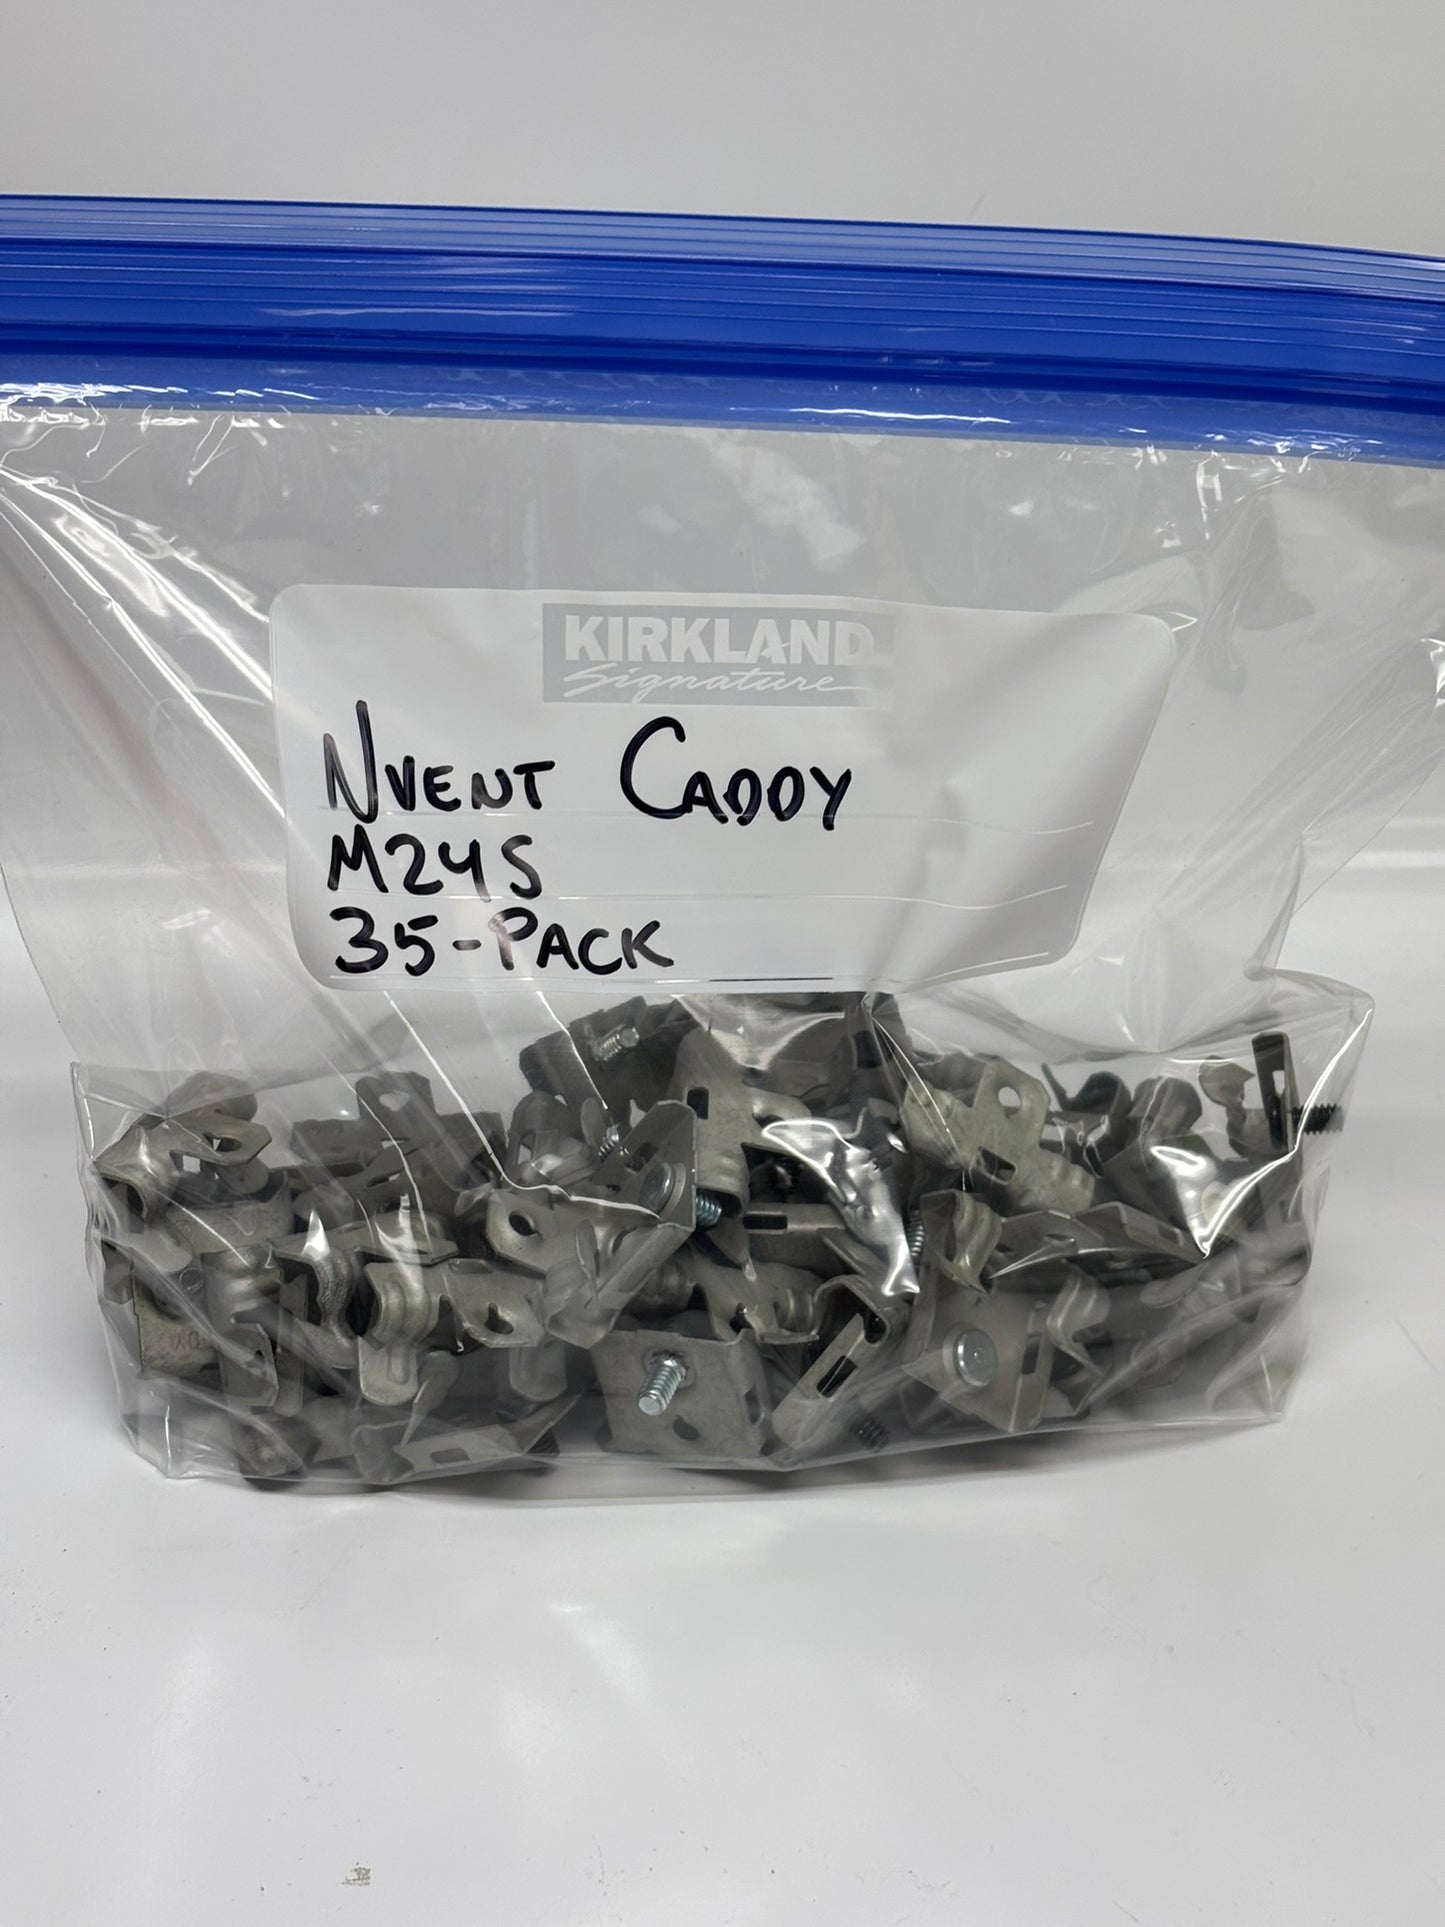 KIRKLAND
Signature
NVENT CADDY
M24S
35-PACK